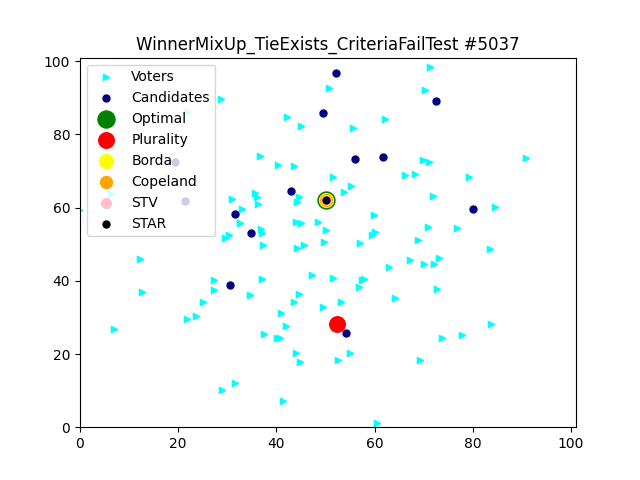 WinnerMixUp_TieExists_CriteriaFailTest #5037
100
80
60
40
20
0
Voters
Candidates
Optimal
Plurality
Borda
Copeland
STV
STAR
0 20 40 60 80 100